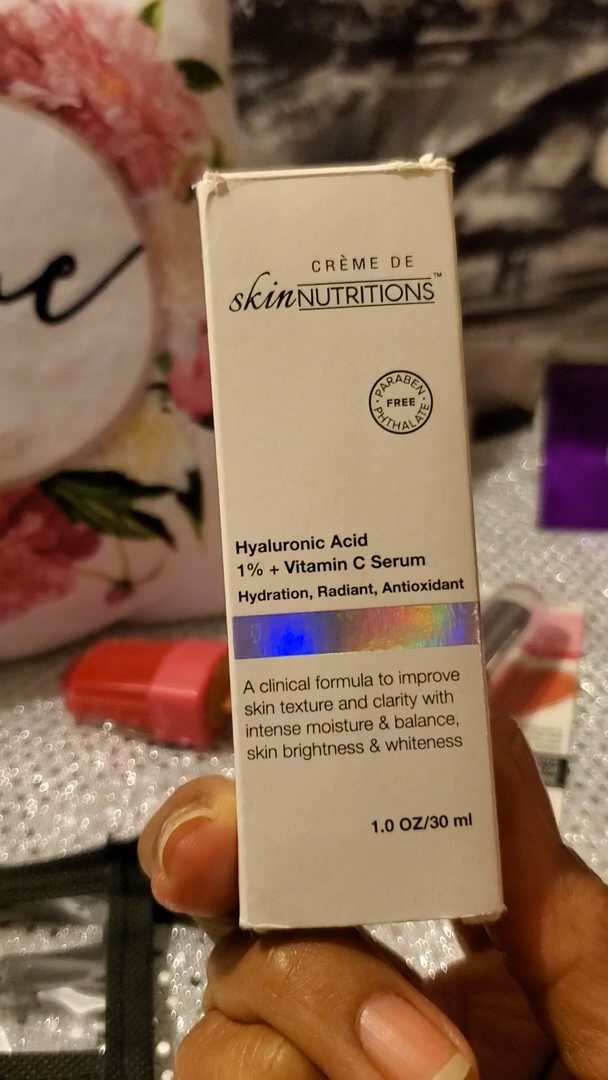 CRÈME DE
skinNUTRITIONS™
PARABEN
FREE
PHTHALATE
Hyaluronic Acid
1% + Vitamin C Serum
Hydration, Radiant, Antioxidant
A clinical formula to improve
skin texture and clarity with
intense moisture & balance,
skin brightness & whiteness
1.0 OZ/30 ml